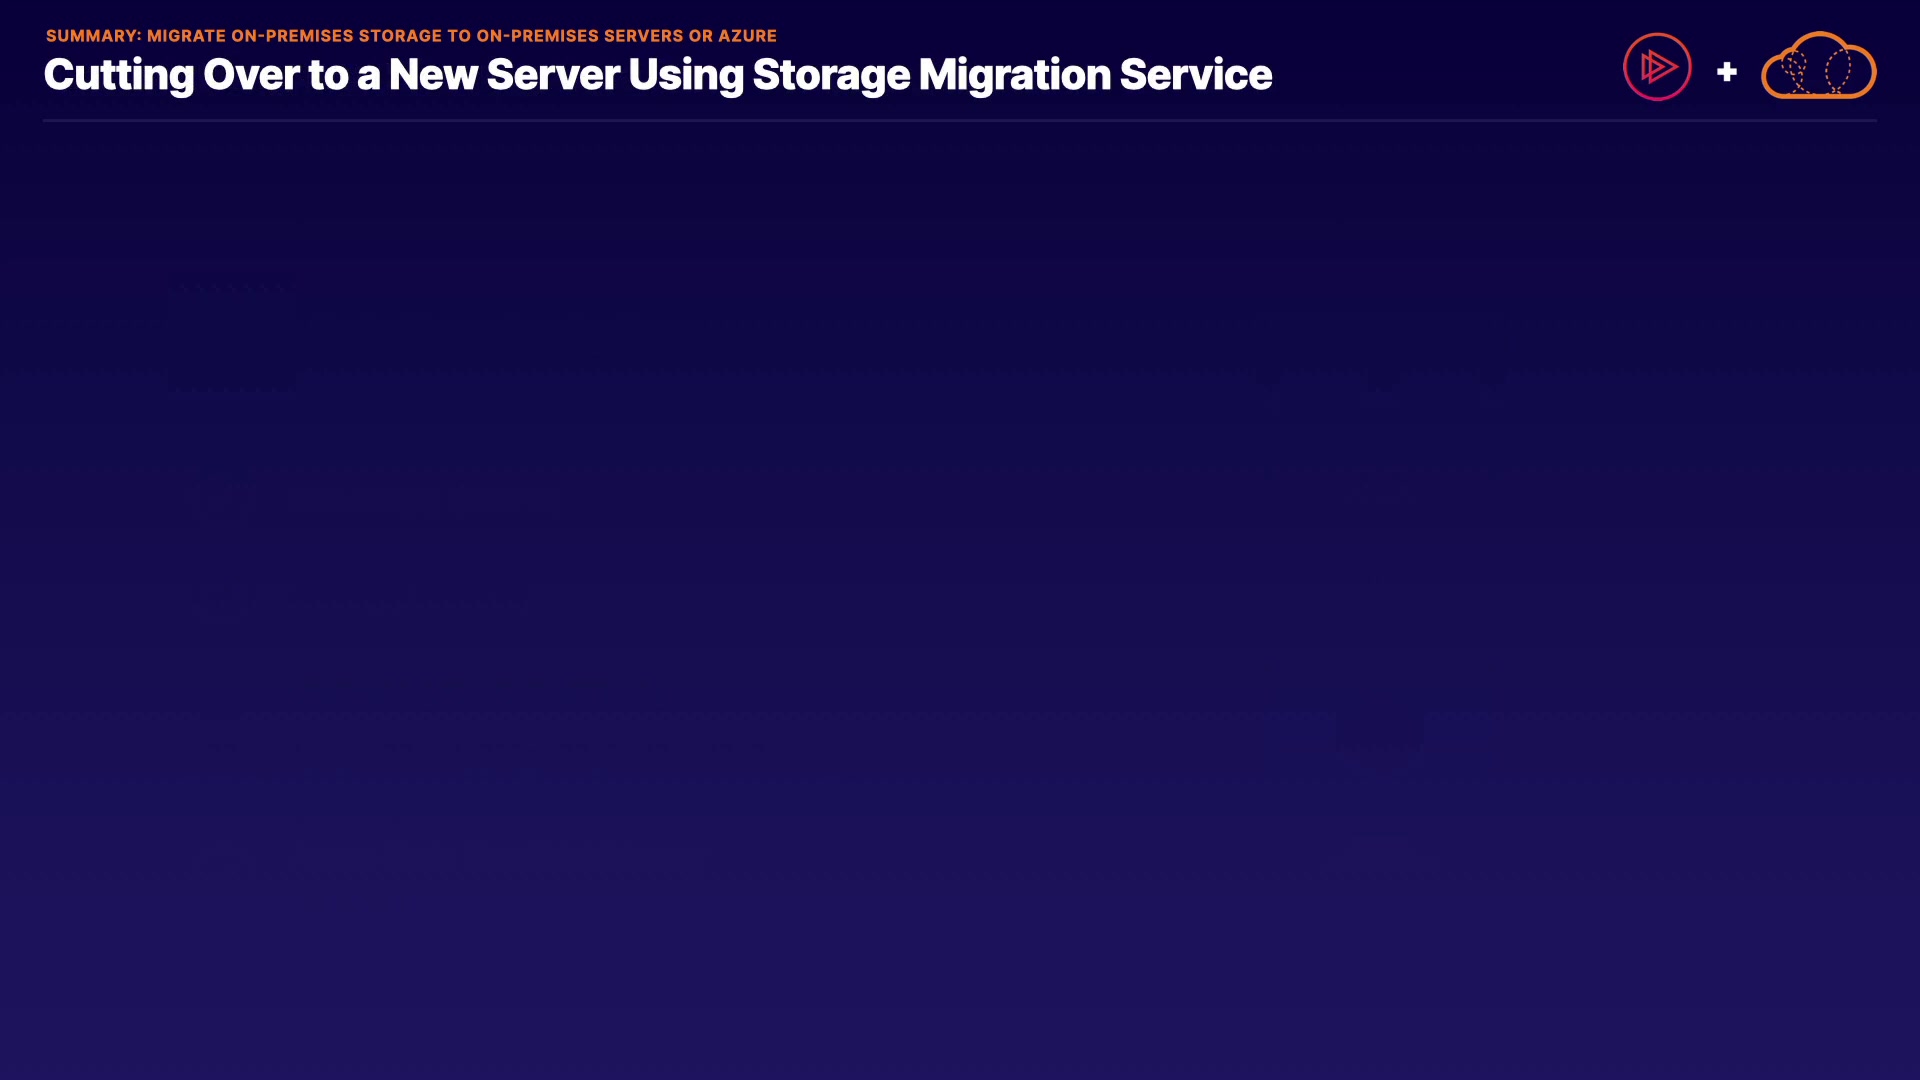 SUMMARY: MIGRATE ON-PREMISES STORAGE TO ON-PREMISES SERVERS OR AZURE
Cutting Over to a New Server Using Storage Migration Service
+